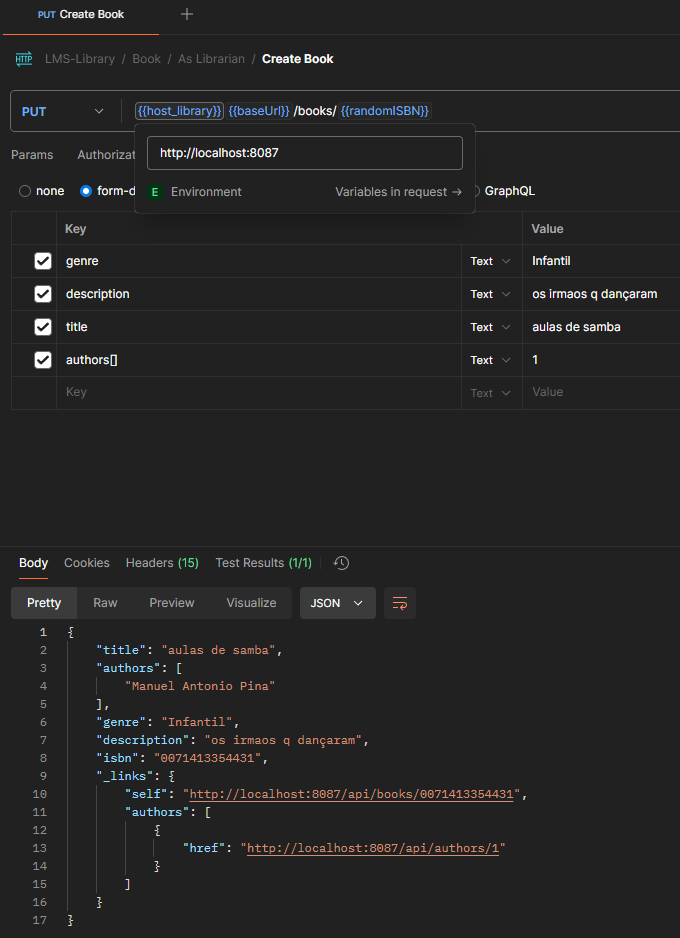 PUT Create Book +
HTTP LMS-Library / Book / As Librarian / Create Book
PUT {{host_library}} {{baseUrl}} /books/ {{randomISBN}}
http://localhost:8087
E Environment Variables in request →
Params Authorizat
none form-d GraphQL
Key Value
genre Text Infantil
description Text os irmaos q dançaram
title Text aulas de samba
authors[] Text 1
Key Text Value
Body Cookies Headers (15) Test Results (1/1)
Pretty Raw Preview Visualize JSON
1 {
2 "title": "aulas de samba",
3 "authors": [
4 "Manuel Antonio Pina"
5 ],
6 "genre": "Infantil",
7 "description": "os irmaos q dançaram",
8 "isbn": "0071413354431",
9 "_links": {
10 "self": "http://localhost:8087/api/books/0071413354431",
11 "authors": [
12 {
13 "href": "http://localhost:8087/api/authors/1"
14 }
15 ]
16 }
17 }